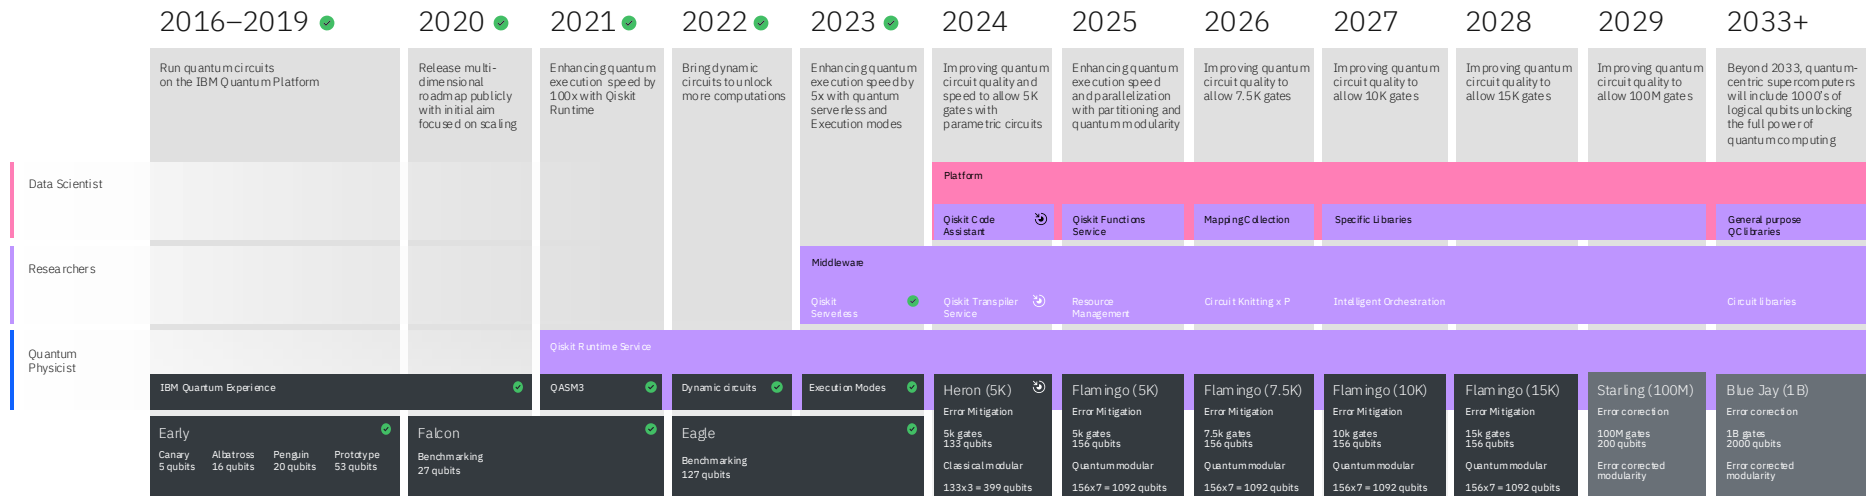 2016–2019
2020
2021
2022
2023
2024
2025
2026
2027
2028
2029
2033+
Run quantum circuits
on the IBM Quantum Platform
Release multi-
dimensional
roadmap publicly
with initial aim
focused on scaling
Enhancing quantum
execution speed by
100x with Qiskit
Runtime
Bring dynamic
circuits to unlock
more computations
Enhancing quantum
execution speed by
5x with quantum
serverless and
Execution modes
Improving quantum
circuit quality and
speed to allow 5K
gates with
parametric circuits
Enhancing quantum
execution speed
and parallelization
with partitioning and
quantum modularity
Improving quantum
circuit quality to
allow 7.5K gates
Improving quantum
circuit quality to
allow 10K gates
Improving quantum
circuit quality to
allow 15K gates
Improving quantum
circuit quality to
allow 100M gates
Beyond 2033, quantum-
centric supercomputers
will include 1000's of
logical qubits unlocking
the full power of
quantum computing
Data Scientist
Platform
Qiskit Code
Assistant
Qiskit Functions
Service
Mapping Collection
Specific Libraries
General purpose
QC libraries
Researchers
Middleware
Qiskit
Serverless
Qiskit Transpiler
Service
Resource
Management
Circuit Knitting x P
Intelligent Orchestration
Circuit libraries
Quantum
Physicist
Qiskit Runtime Service
IBM Quantum Experience
QASM3
Dynamic circuits
Execution Modes
Early
Canary
5 qubits
Albatross
16 qubits
Penguin
20 qubits
Prototype
53 qubits
Falcon
Benchmarking
27 qubits
Eagle
Benchmarking
127 qubits
Heron (5K)
Error Mitigation
5k gates
133 qubits
Classical modular
133x3 = 399 qubits
Flamingo (5K)
Error Mitigation
5k gates
156 qubits
Quantum modular
156x7 = 1092 qubits
Flamingo (7.5K)
Error Mitigation
7.5k gates
156 qubits
Quantum modular
156x7 = 1092 qubits
Flamingo (10K)
Error Mitigation
10k gates
156 qubits
Quantum modular
156x7 = 1092 qubits
Flamingo (15K)
Error Mitigation
15k gates
156 qubits
Quantum modular
156x7 = 1092 qubits
Starling (100M)
Error correction
100M gates
200 qubits
Error corrected
modularity
Blue Jay (1B)
Error correction
1B gates
2000 qubits
Error corrected
modularity